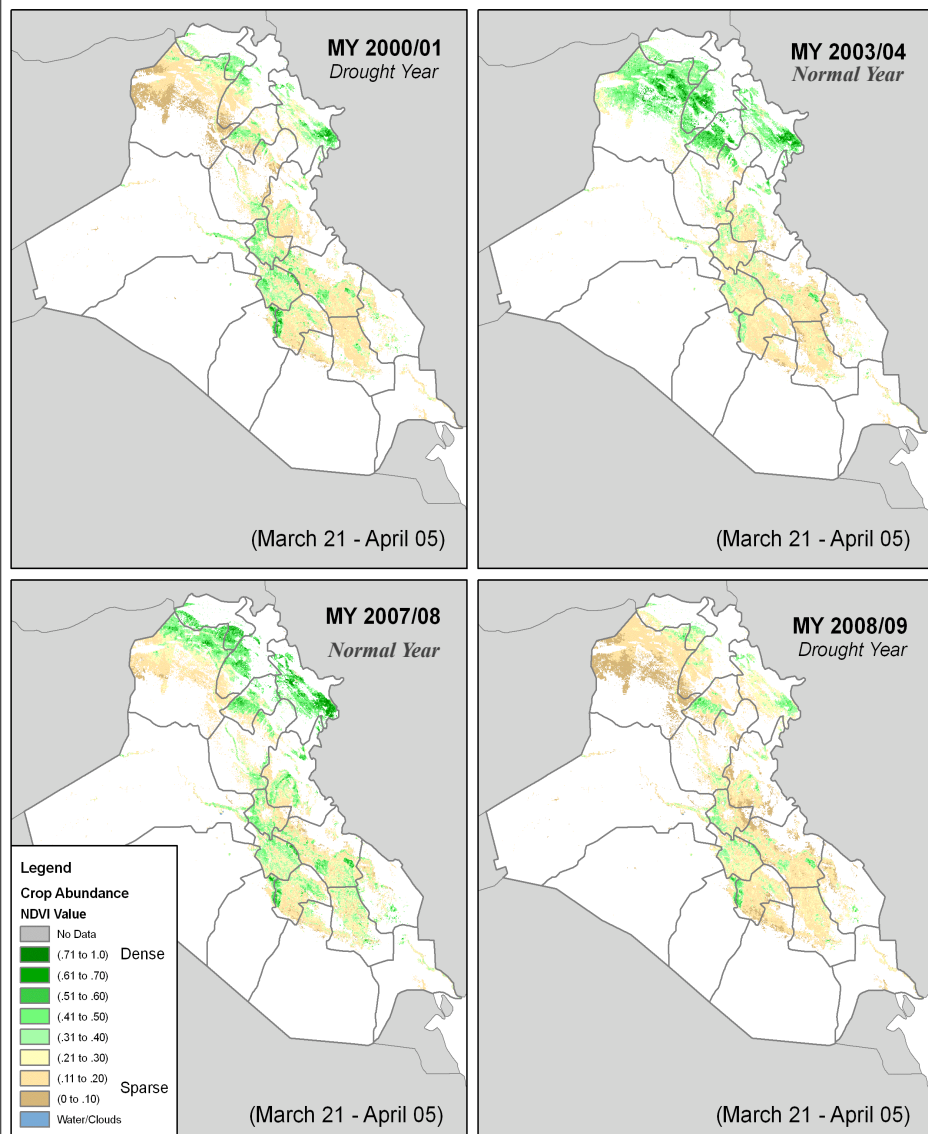 MY 2000/01
Drought Year
(March 21 - April 05)
MY 2003/04
Normal Year
(March 21 - April 05)
MY 2007/08
Normal Year
(March 21 - April 05)
Legend
Crop Abundance
NDVI Value
No Data
(.71 to 1.0) Dense
(.61 to .70)
(.51 to .60)
(.41 to .50)
(.31 to .40)
(.21 to .30)
(.11 to .20)
Sparse
(0 to .10)
Water/Clouds
MY 2008/09
Drought Year
(March 21 - April 05)